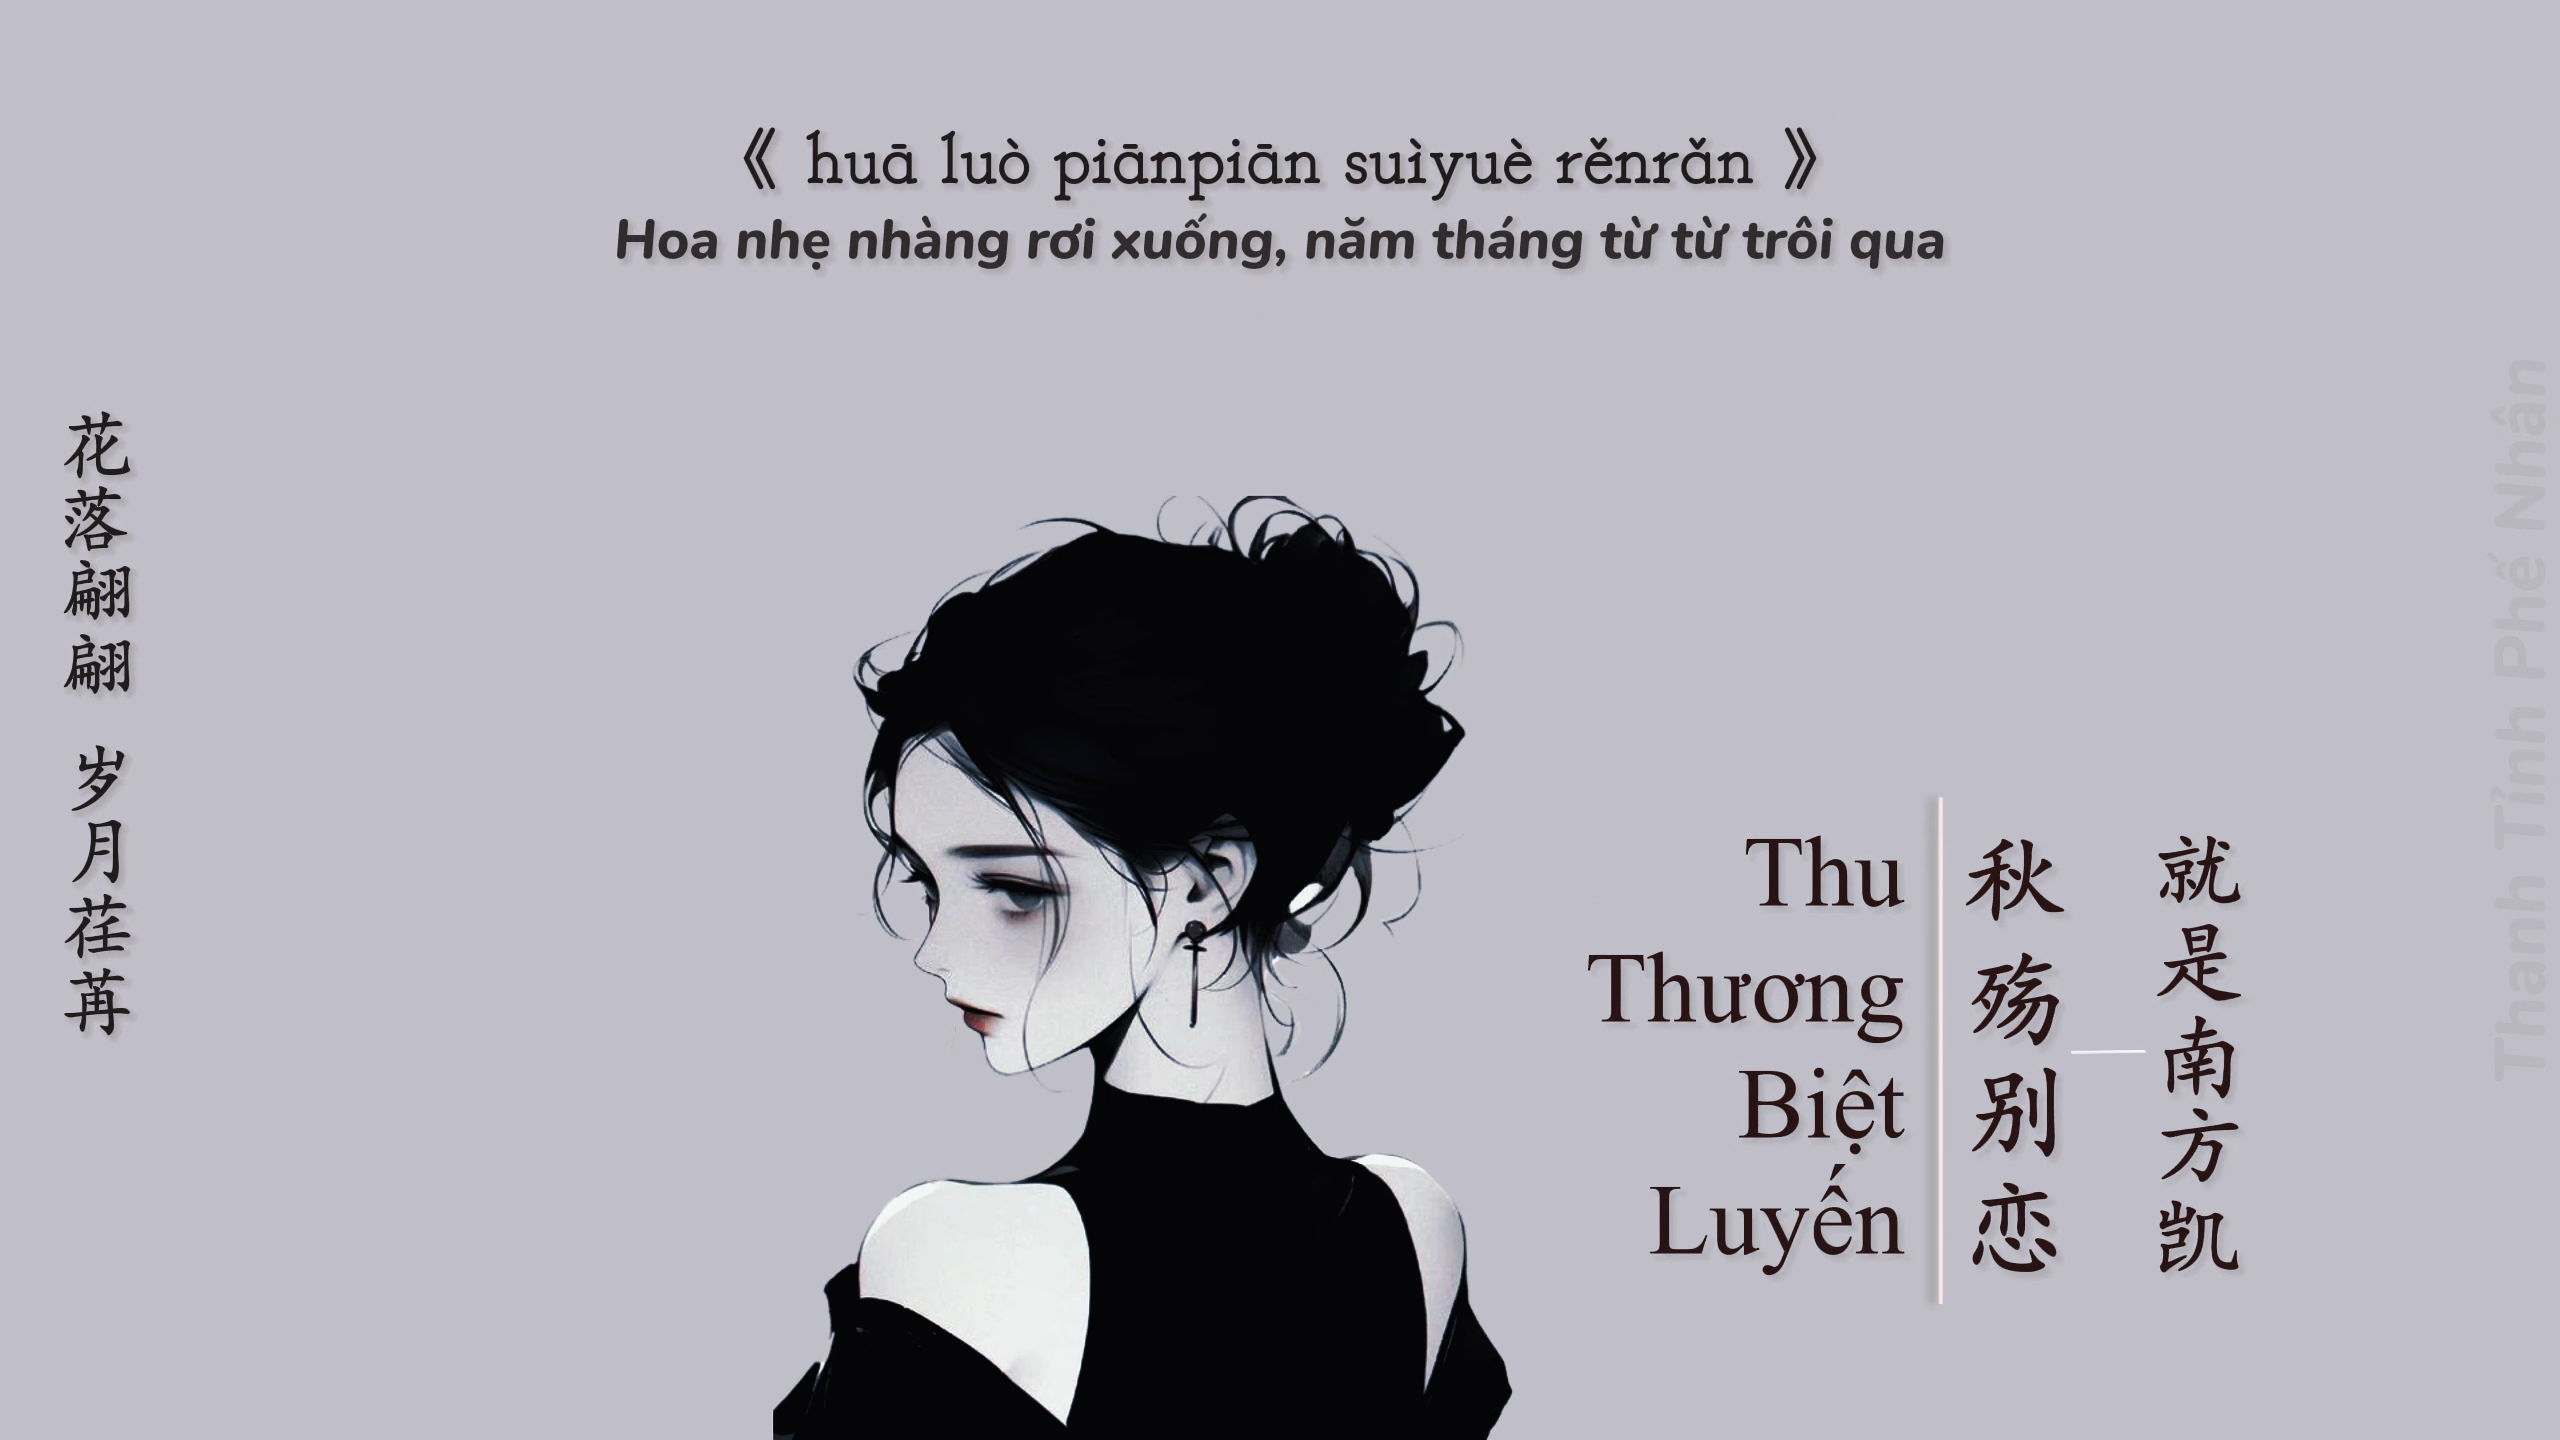 《 huā luò piānpiān suìyuè rěnrǎn 》
Hoa nhẹ nhàng rơi xuống, năm tháng từ từ trôi qua
花落翩翩 岁月荏苒
Thu
Thương
Biệt
Luyến
秋殇别恋
就是南方凯
Thanh Tỉnh Phế Nhân